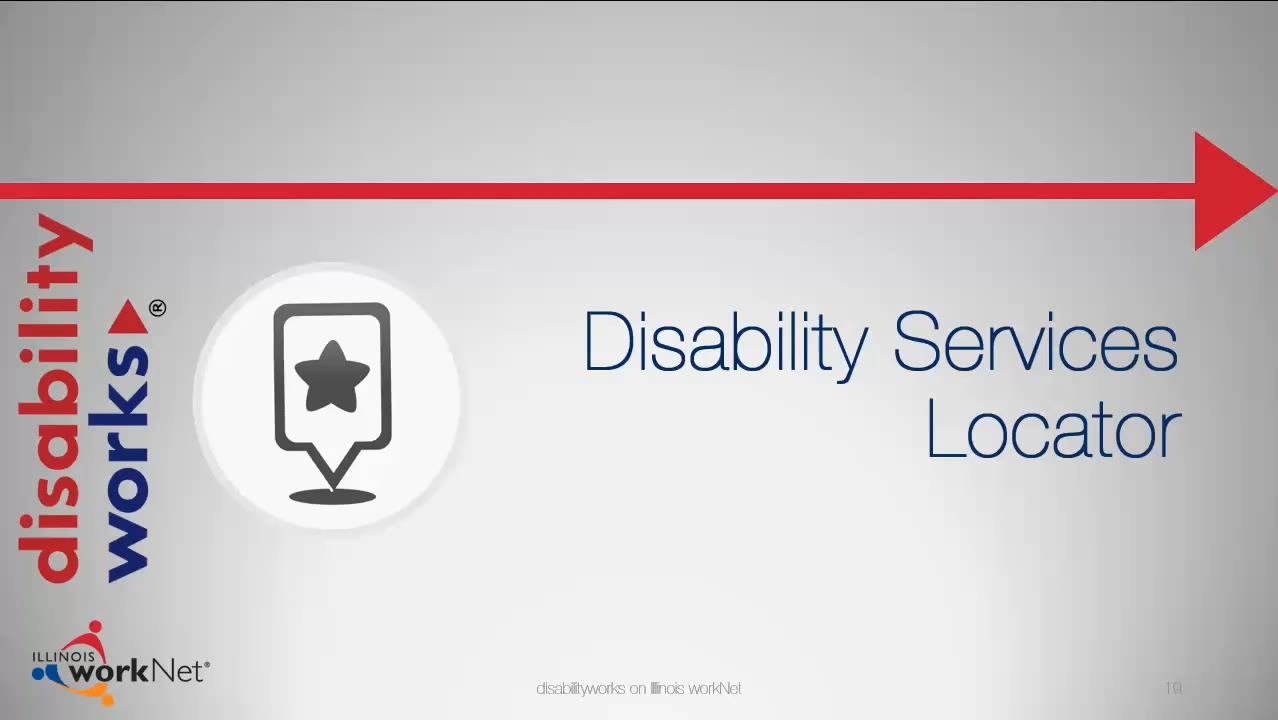 disability
works®
Disability Services
Locator
ILLINOIS
workNet®
disabilityworks on Illinois workNet
19